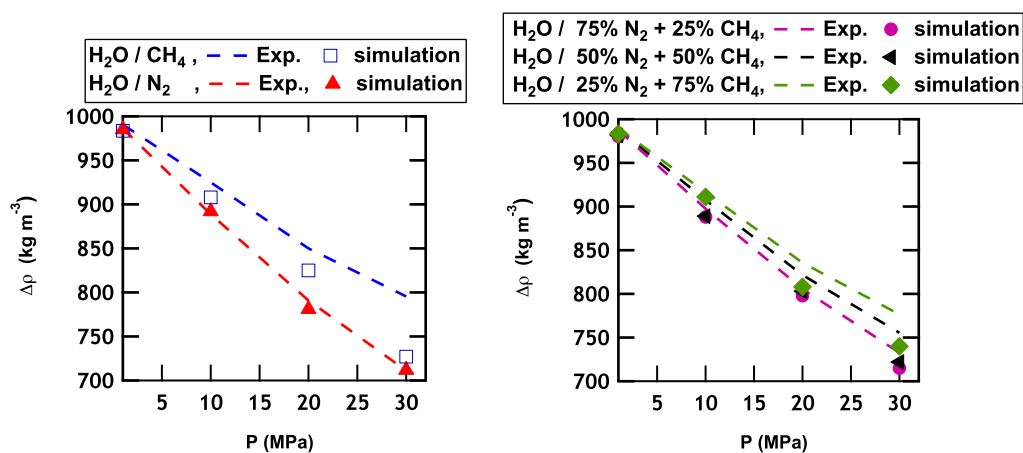 H₂O / CH₄ , Exp. simulation
H₂O / N₂ , Exp., simulation
1000
950
900
850
800
750
700
Δρ (kg m⁻³)
5 10 15 20 25 30
P (MPa)
H₂O / 75% N₂ + 25% CH₄, Exp. simulation
H₂O / 50% N₂ + 50% CH₄, Exp. simulation
H₂O / 25% N₂ + 75% CH₄, Exp. simulation
1000
950
900
850
800
750
700
Δρ (kg m⁻³)
5 10 15 20 25 30
P (MPa)